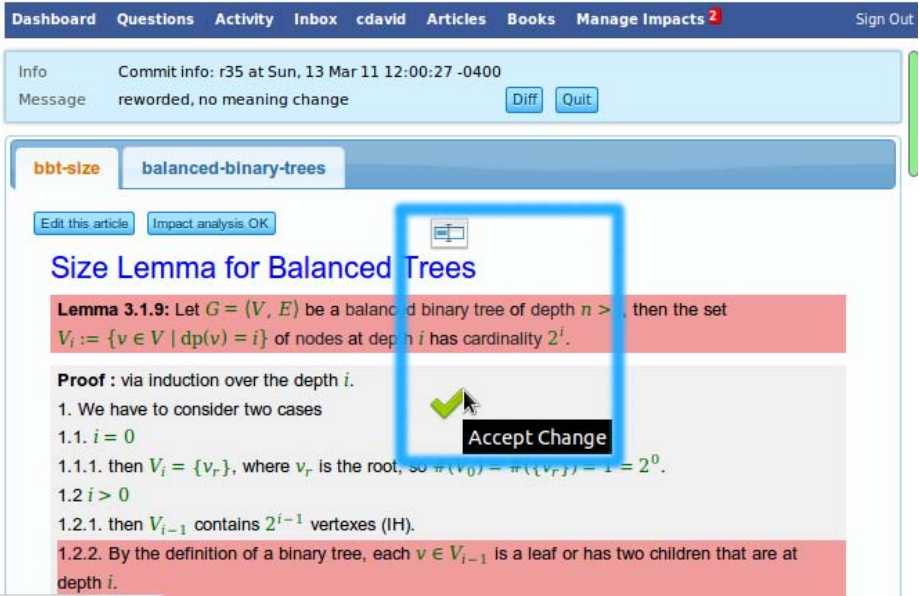 Dashboard Questions Activity Inbox cdavid Articles Books Manage Impacts 2 Sign Out
Info Commit info: r35 at Sun, 13 Mar 11 12:00:27 -0400
Message reworded, no meaning change Diff Quit
bbt-size balanced-binary-trees
Edit this article Impact analysis OK
Size Lemma for Balanced Trees
Lemma 3.1.9: Let G = ⟨V, E⟩ be a balanced binary tree of depth n > , then the set
Vᵢ := {v ∈ V | dp(v) = i} of nodes at depth i has cardinality 2ⁱ.
Proof : via induction over the depth i.
1. We have to consider two cases
1.1. i = 0
Accept Change
1.1.1. then Vᵢ = {vᵣ}, where vᵣ is the root, so #(V₀) = #({vᵣ}) = 1 = 2⁰.
1.2 i > 0
1.2.1. then Vᵢ₋₁ contains 2ⁱ⁻¹ vertexes (IH).
1.2.2. By the definition of a binary tree, each v ∈ Vᵢ₋₁ is a leaf or has two children that are at
depth i.